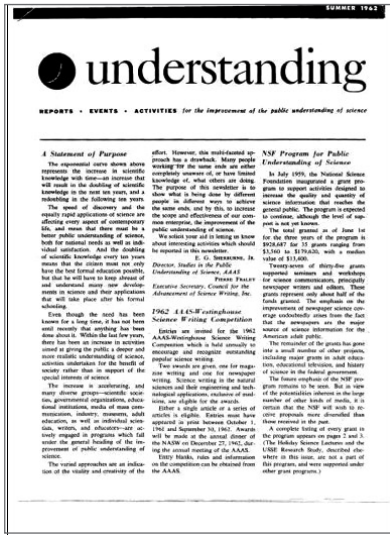 SUMMER 1962
understanding
REPORTS • EVENTS • ACTIVITIES for the improvement of the public understanding of science
A Statement of Purpose
The exponential curve shown above
represents the increase in scientific
knowledge with time—an increase that
will result in the doubling of scientific
knowledge in the next ten years, and a
redoubling in the following ten years.
The speed of discovery and the
equally rapid applications of science are
affecting every aspect of contemporary
life, and mean that there must be a
better public understanding of science,
both for national needs as well as indi-
vidual satisfaction. And the doubling
of scientific knowledge every ten years
means that the citizen must not only
have the best formal education possible,
but that he will have to keep abreast of
and understand many new develop-
ments in science and their applications
that will take place after his formal
schooling.
Even though the need has been
known for a long time, it has not been
until recently that anything has been
done about it. Within the last few years,
there has been an increase in activities
aimed at giving the public a deeper and
more realistic understanding of science,
activities undertaken for the benefit of
society rather than in support of the
special interests of science.
The increase is accelerating, and
many diverse groups—scientific socie-
ties, governmental organizations, educa-
tional institutions, media of mass com-
munication, industry, museums, adult
education, as well as individual scien-
tists, writers, and educators—are ac-
tively engaged in programs which fall
under the general heading of the im-
provement of public understanding of
science.
The varied approaches are an indica-
tion of the vitality and creativity of the
effort. However, this multi-faceted ap-
proach has a drawback. Many people
working for the same ends are either
completely unaware of, or have limited
knowledge of, what others are doing.
The purpose of this newsletter is to
show what is being done by different
people in different ways to achieve
the same ends, and by this, to increase
the scope and effectiveness of our com-
mon enterprise, the improvement of the
public understanding of science.
We solicit your aid in letting us know
about interesting activities which should
be reported in this newsletter.
E. G. SHERBURNE, JR.
Director, Studies in the Public
Understanding of Science, AAAS
PIERRE FRALEY
Executive Secretary, Council for the
Advancement of Science Writing, Inc.
1962 AAAS-Westinghouse
Science Writing Competition
Entries are invited for the 1962
AAAS-Westinghouse Science Writing
Competition which is held annually to
encourage and recognize outstanding
popular science writing.
Two awards are given, one for maga-
zine writing and one for newspaper
writing. Science writing in the natural
sciences and their engineering and tech-
nological applications, exclusive of med-
icine, are eligible for the awards.
Either a single article or a series of
articles is eligible. Entries must have
appeared in print between October 1,
1961 and September 30, 1962. Awards
will be made at the annual dinner of
the NASW on December 27, 1962, dur-
ing the annual meeting of the AAAS.
Entry blanks, rules and information
on the competition can be obtained from
the AAAS.
NSF Program for Public
Understanding of Science
In July 1959, the National Science
Foundation inaugurated a grant pro-
gram to support activities designed to
increase the quality and quantity of
science information that reaches the
general public. The program is expected
to continue, although the level of sup-
port is not yet known.
The total granted as of June 1st
for the three years of the program is
$928,687 for 35 grants ranging from
$3,360 to $179,620, with a median
value of $13,400.
Twenty-seven of thirty-five grants
supported seminars and workshops
for science communicators, principally
newspaper writers and editors. These
grants represent only about half of the
funds granted. The emphasis on the
improvement of newspaper science cov-
erage undoubtedly arises from the fact
that the newspapers are the major
source of science information for the
American adult public.
The remainder of the grants has gone
into a small number of other projects,
including major grants in adult educa-
tion, educational television, and history
of science in the federal government.
The future emphasis of the NSF pro-
gram remains to be seen. But in view
of the potentialities inherent in the large
number of other kinds of media, it is
certain that the NSF will wish to re-
ceive proposals more diversified than
those received in the past.
A complete listing of every grant in
the program appears on pages 2 and 3.
(The Holiday Science Lectures and the
USSR Research Study, described else-
where in this issue, are not a part of
this program, and were supported under
other grant programs.)